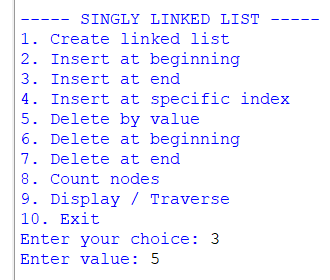 ----- SINGLY LINKED LIST -----
1. Create linked list
2. Insert at beginning
3. Insert at end
4. Insert at specific index
5. Delete by value
6. Delete at beginning
7. Delete at end
8. Count nodes
9. Display / Traverse
10. Exit
Enter your choice: 3
Enter value: 5